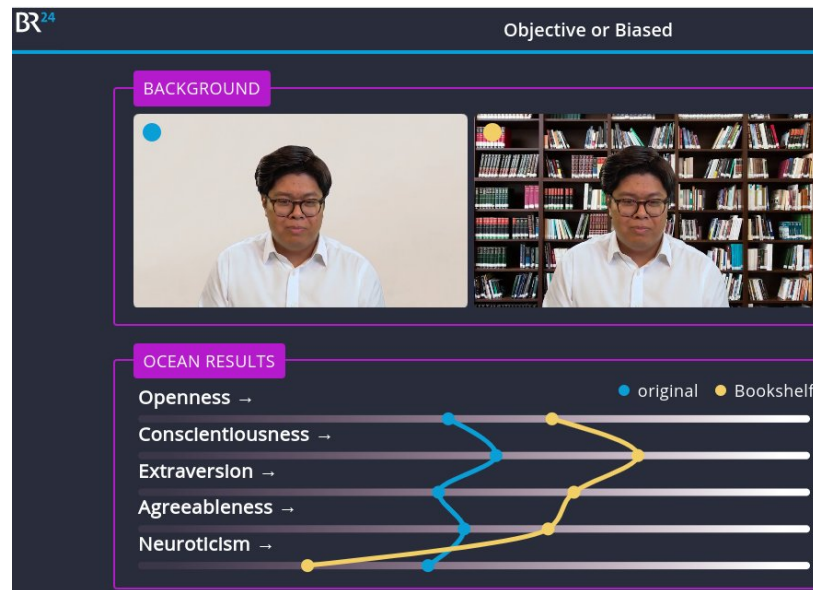 BR24
Objective or Biased
BACKGROUND
OCEAN RESULTS
original Bookshelf
Openness →
Conscientiousness →
Extraversion →
Agreeableness →
Neuroticism →